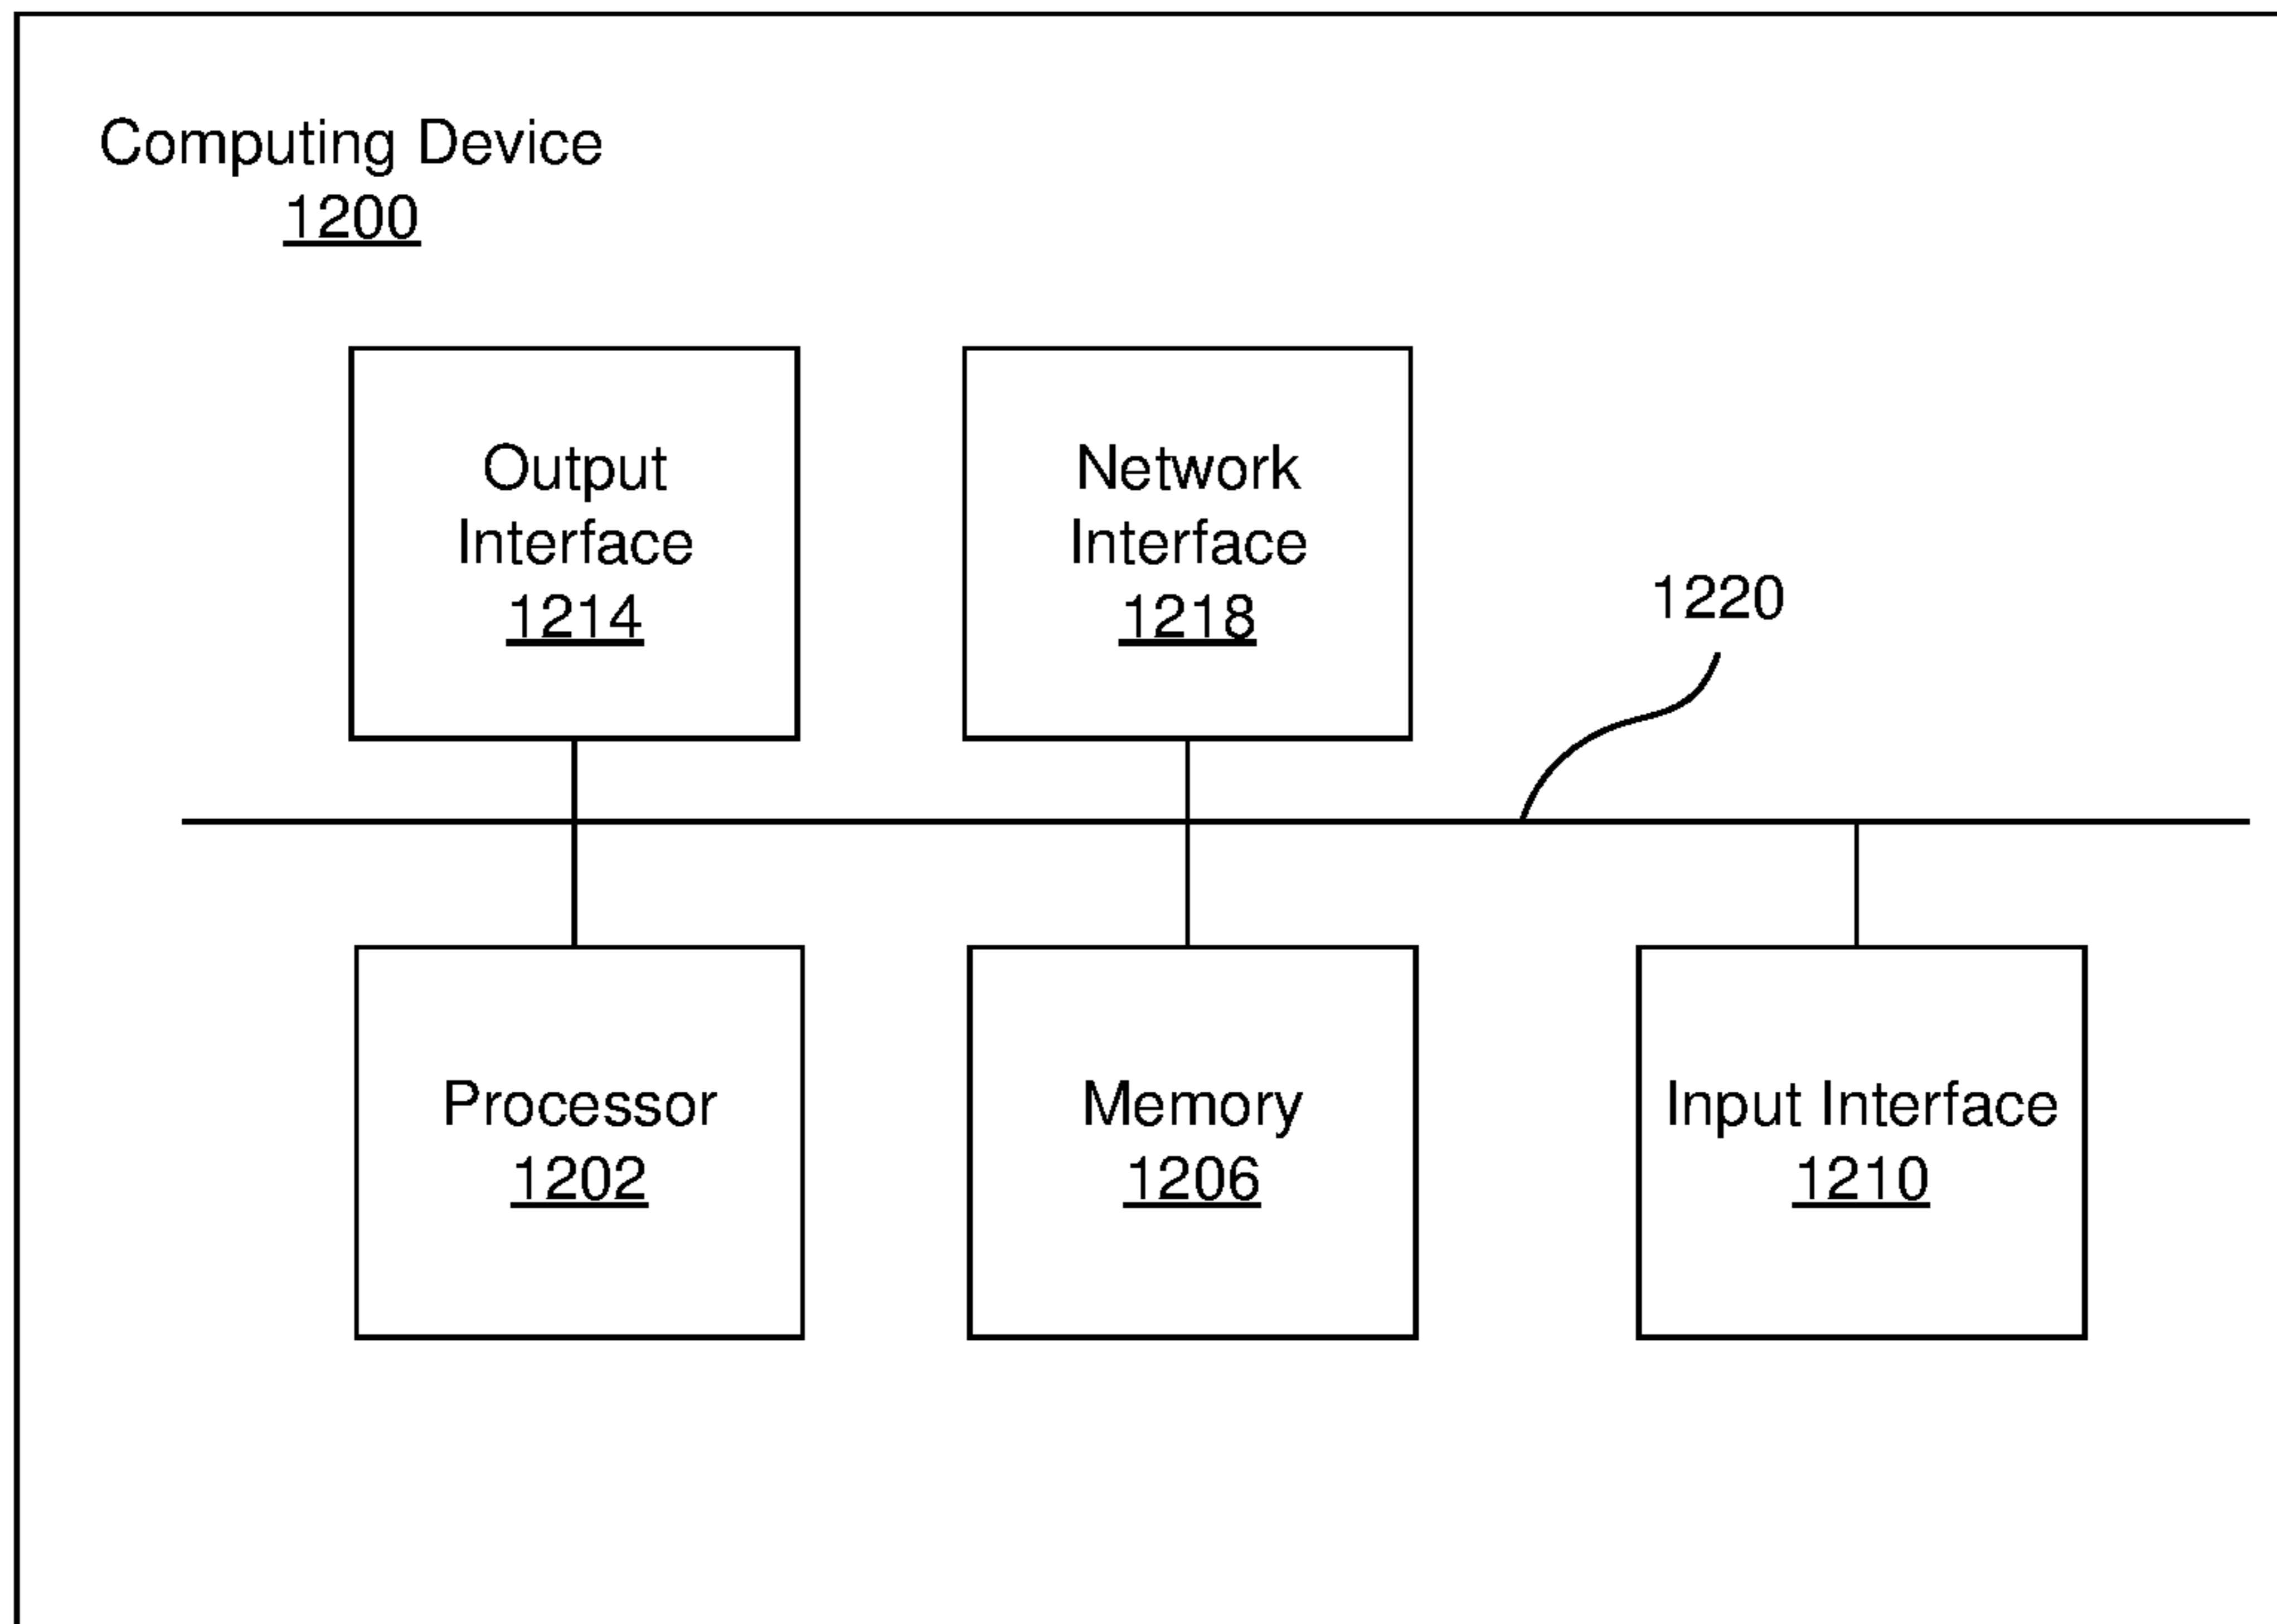 Computing Device
1200
Output
Interface
1214
Network
Interface
1218
1220
Processor
1202
Memory
1206
Input Interface
1210